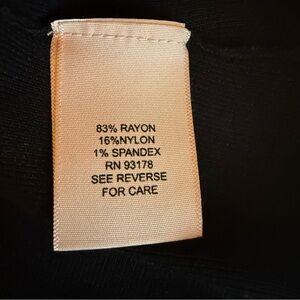 83% RAYON
16%NYLON
1% SPANDEX
RN 93178
SEE REVERSE
FOR CARE